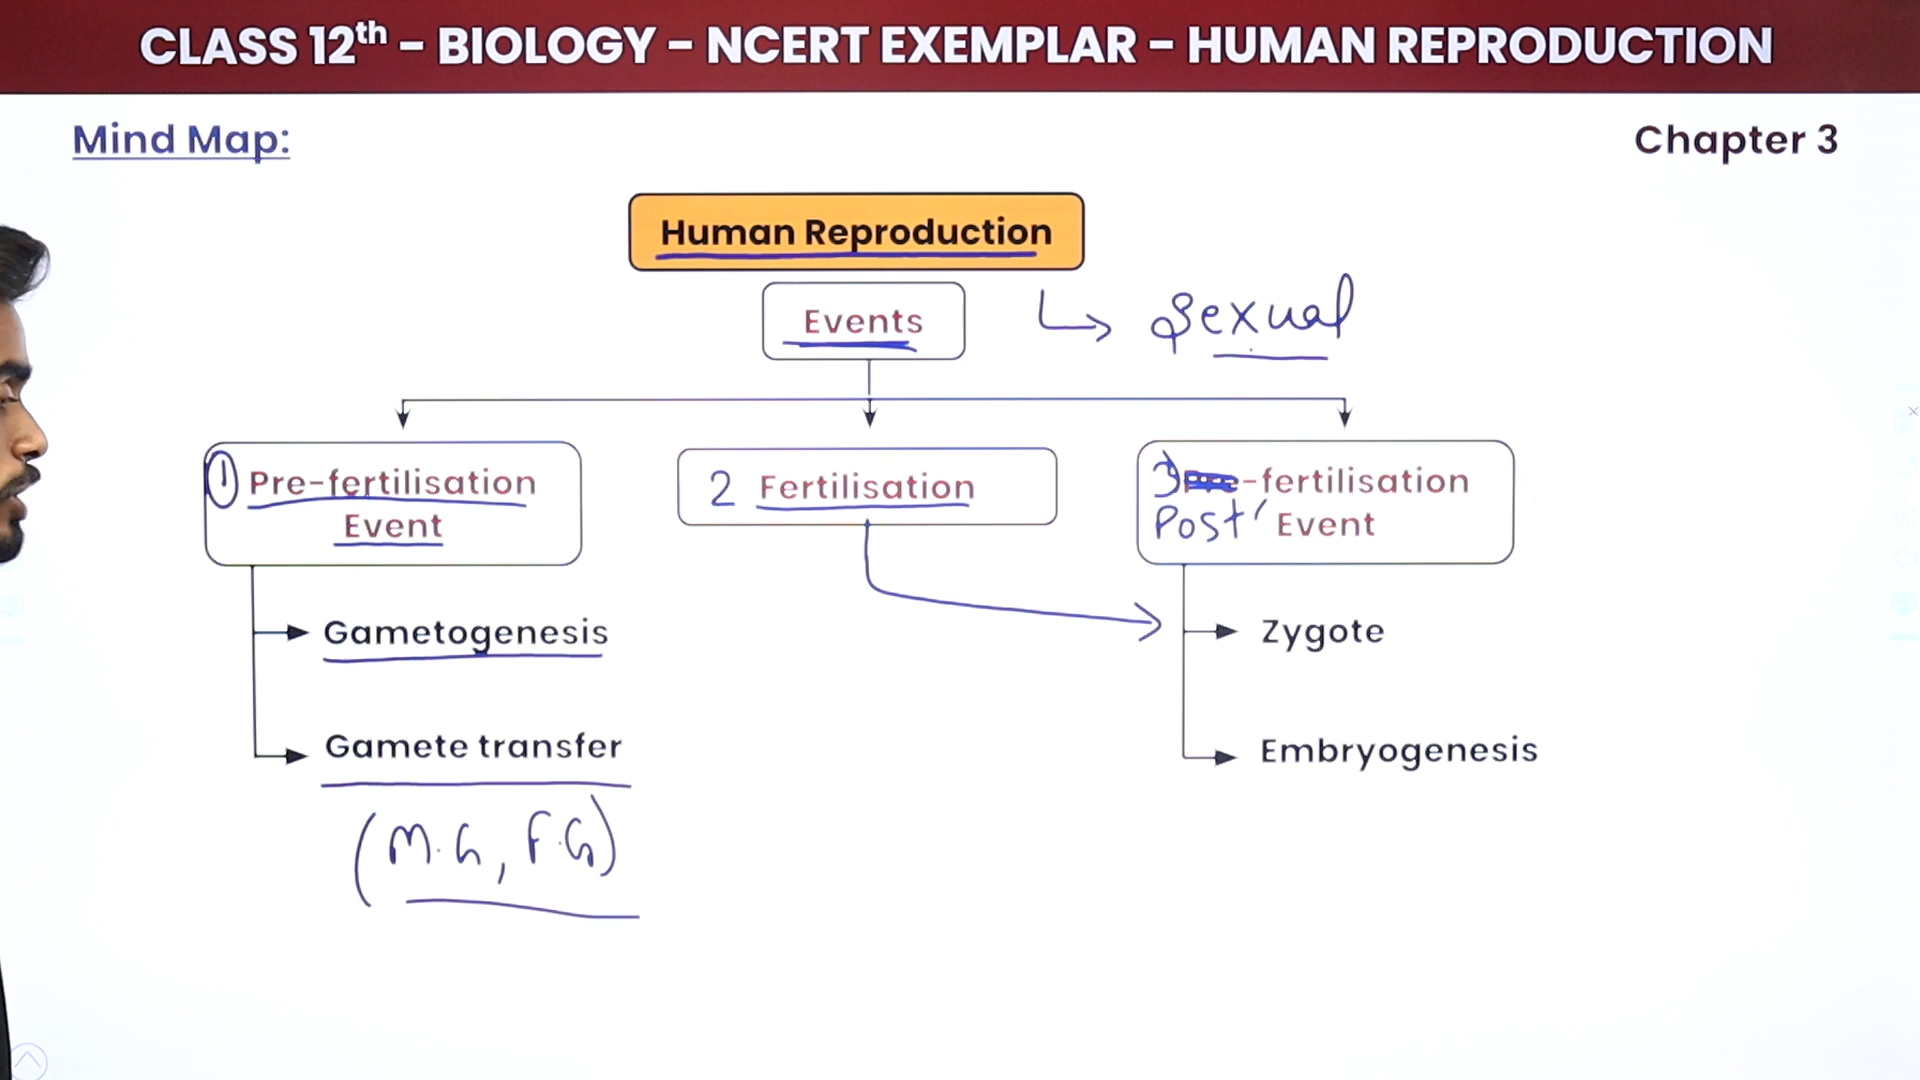 CLASS 12th – BIOLOGY – NCERT EXEMPLAR – HUMAN REPRODUCTION
Mind Map:
Chapter 3
Human Reproduction
Events
↳ Sexual
1 Pre-fertilisation
Event
2 Fertilisation
3 Pre-fertilisation
Post Event
Gametogenesis
Gamete transfer
(M.G, F.G)
Zygote
Embryogenesis